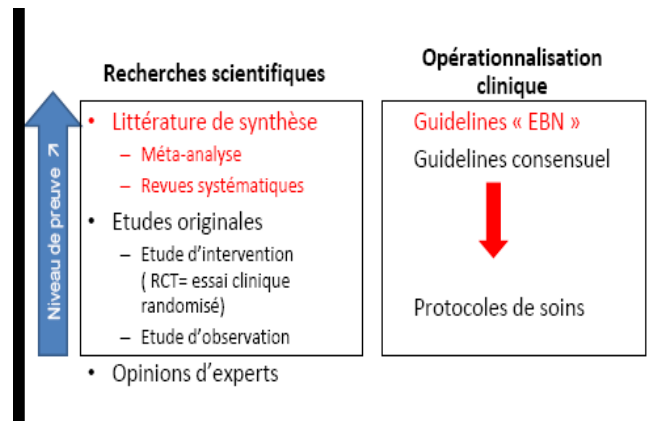 Recherches scientifiques
Niveau de preuve ↗
• Littérature de synthèse
– Méta-analyse
– Revues systématiques
• Etudes originales
– Etude d'intervention
( RCT= essai clinique
randomisé)
– Etude d'observation
• Opinions d'experts
Opérationnalisation
clinique
Guidelines « EBN »
Guidelines consensuel
Protocoles de soins